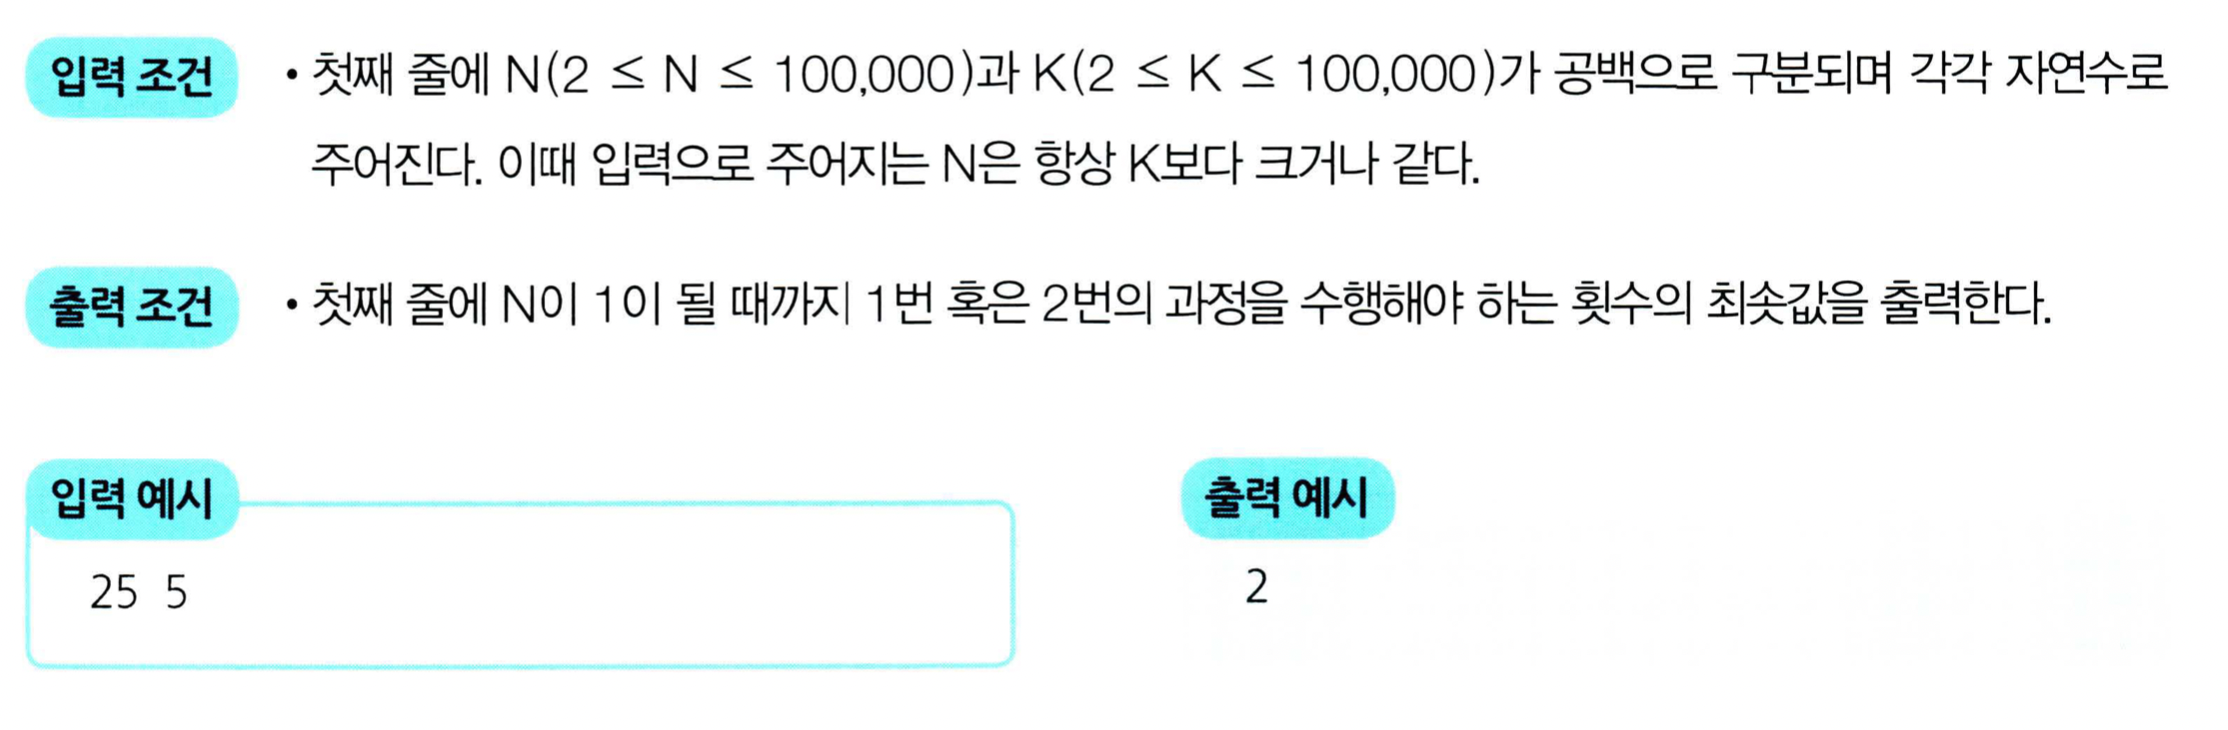 입력 조건
• 첫째 줄에 N(2 ≤ N ≤ 100,000)과 K(2 ≤ K ≤ 100,000)가 공백으로 구분되며 각각 자연수로
주어진다. 이때 입력으로 주어지는 N은 항상 K보다 크거나 같다.
출력 조건
• 첫째 줄에 N이 1이 될 때까지 1번 혹은 2번의 과정을 수행해야 하는 횟수의 최솟값을 출력한다.
입력 예시
25 5
출력 예시
2